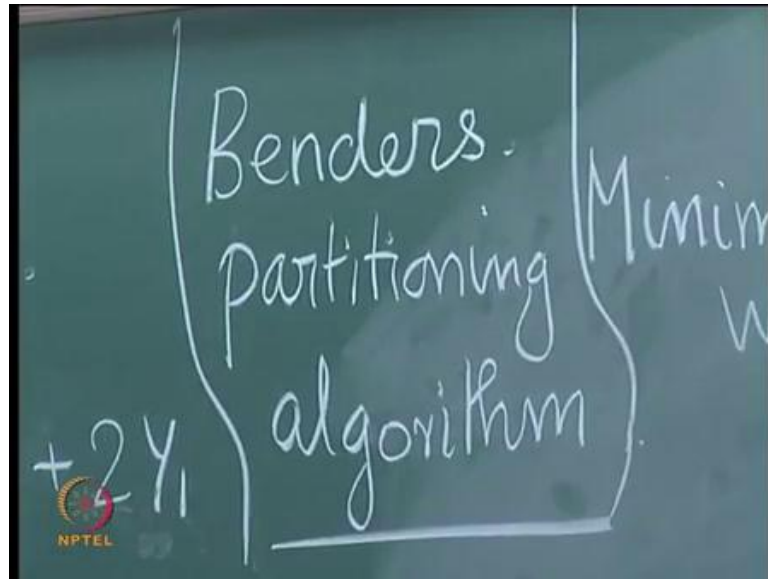 Benders.
partitioning
algorithm
Minim
W
+2Y₁
NPTEL